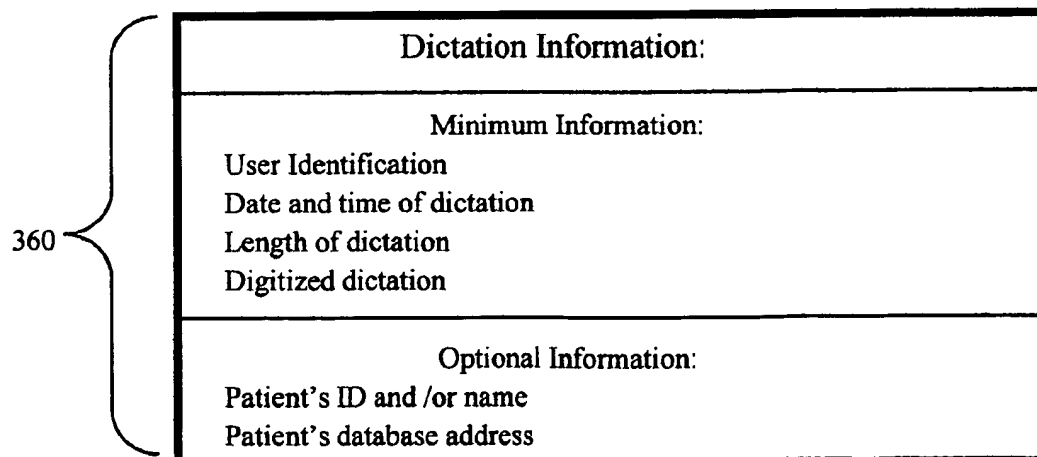 Dictation Information:
Minimum Information:
User Identification
Date and time of dictation
Length of dictation
360
Digitized dictation
Optional Information:
Patient's ID and /or name
Patient's database address